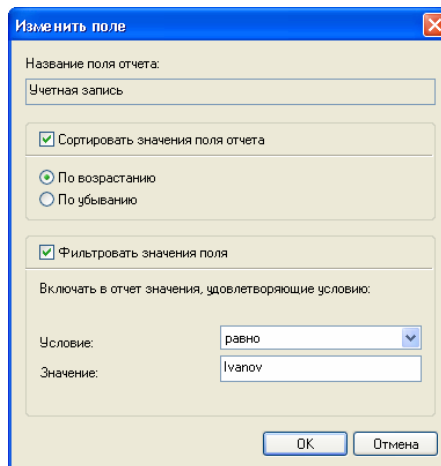 Изменить поле
Название поля отчета:
Учетная запись
Сортировать значения поля отчета
По возрастанию
По убыванию
Фильтровать значения поля
Включать в отчет значения, удовлетворяющие условию:
Условие: равно
Значение: Ivanov
OK Отмена